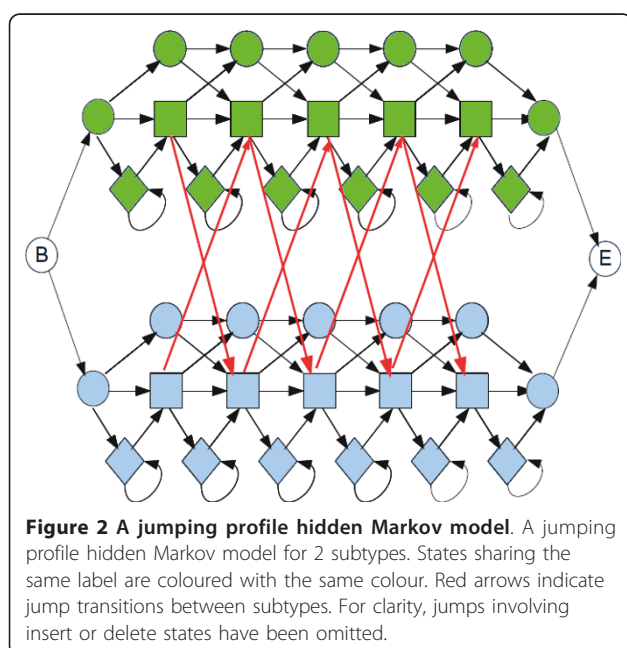 B
E
Figure 2 A jumping profile hidden Markov model. A jumping
profile hidden Markov model for 2 subtypes. States sharing the
same label are coloured with the same colour. Red arrows indicate
jump transitions between subtypes. For clarity, jumps involving
insert or delete states have been omitted.